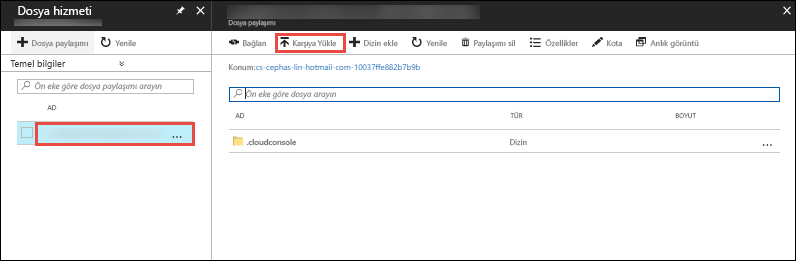 Dosya hizmeti
Dosya paylaşımı Yenile
Temel bilgiler
Ön eke göre dosya paylaşımı arayın
AD
...
Dosya paylaşımı
Bağlan Karşıya Yükle Dizin ekle Yenile Paylaşımı sil Özellikler Kota Anlık görüntü
Konum:cs-cephas-lin-hotmail-com-10037ffe882b7b9b
Ön eke göre dosya arayın
AD TÜR BOYUT
.cloudconsole Dizin ...